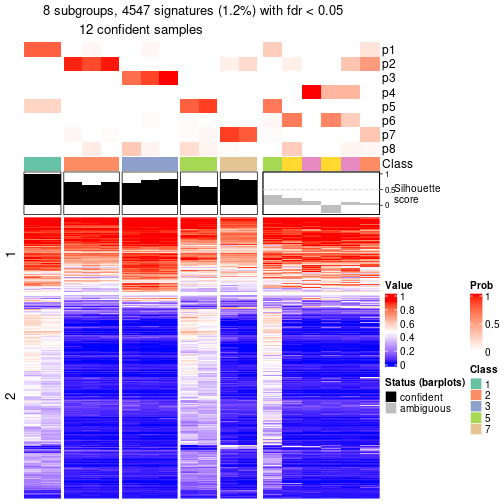 8 subgroups, 4547 signatures (1.2%) with fdr < 0.05
12 confident samples
p1
p2
p3
p4
p5
p6
p7
p8
Class
1
0.5
0
Silhouette
score
1
2
Value
1
0.8
0.6
0.4
0.2
0
Status (barplots)
confident
ambiguous
Prob
1
0.5
0
Class
1
2
3
5
7